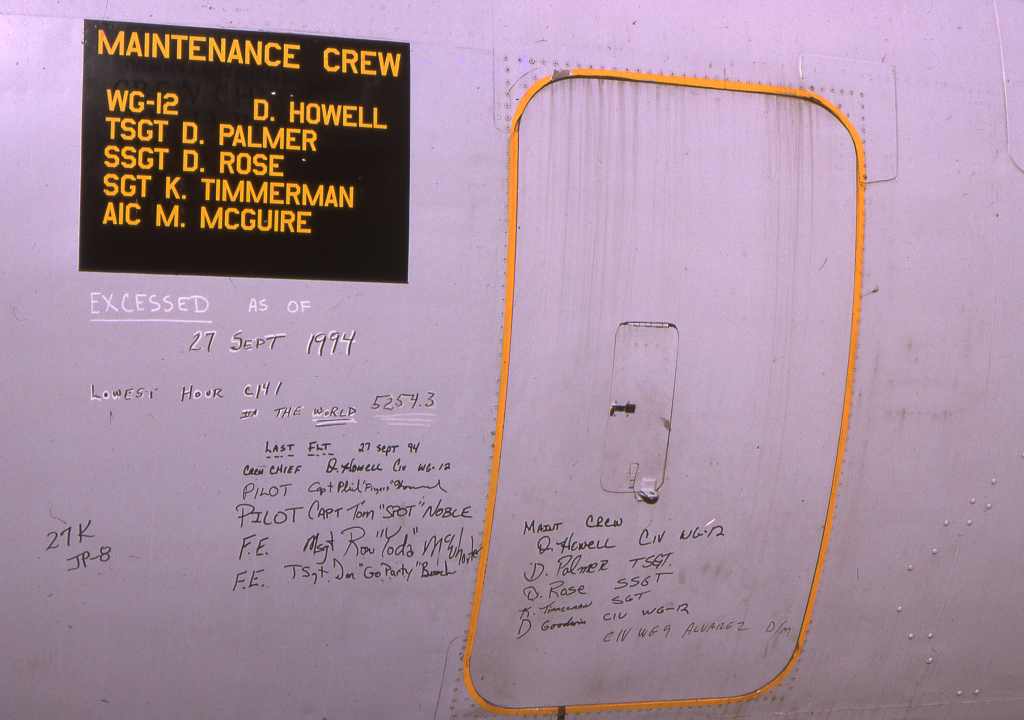 MAINTENANCE CREW
WG-12 D. HOWELL
TSGT D. PALMER
SSGT D. ROSE
SGT K. TIMMERMAN
AIC M. MCGUIRE
EXCESSED AS OF
27 SEPT 1994
LOWEST HOUR C141
IN THE WORLD 5254.3
LAST FLT 27 SEPT 94
CREW CHIEF D. Howell Civ WG-12
PILOT Capt Phil
PILOT CAPT Tom "SPOT" NOBLE
F.E. Msgt Ron "Yoda"
F.E. TSgt Don "Go Party"
27K
JP-8
MAINT CREW
D. Howell CIV WG-12
D. Palmer TSGT.
D. Rose SSGT
K. Timmerman SGT
D Goodwin CIV WG-12
CIV WG9 ALVAREZ D/M